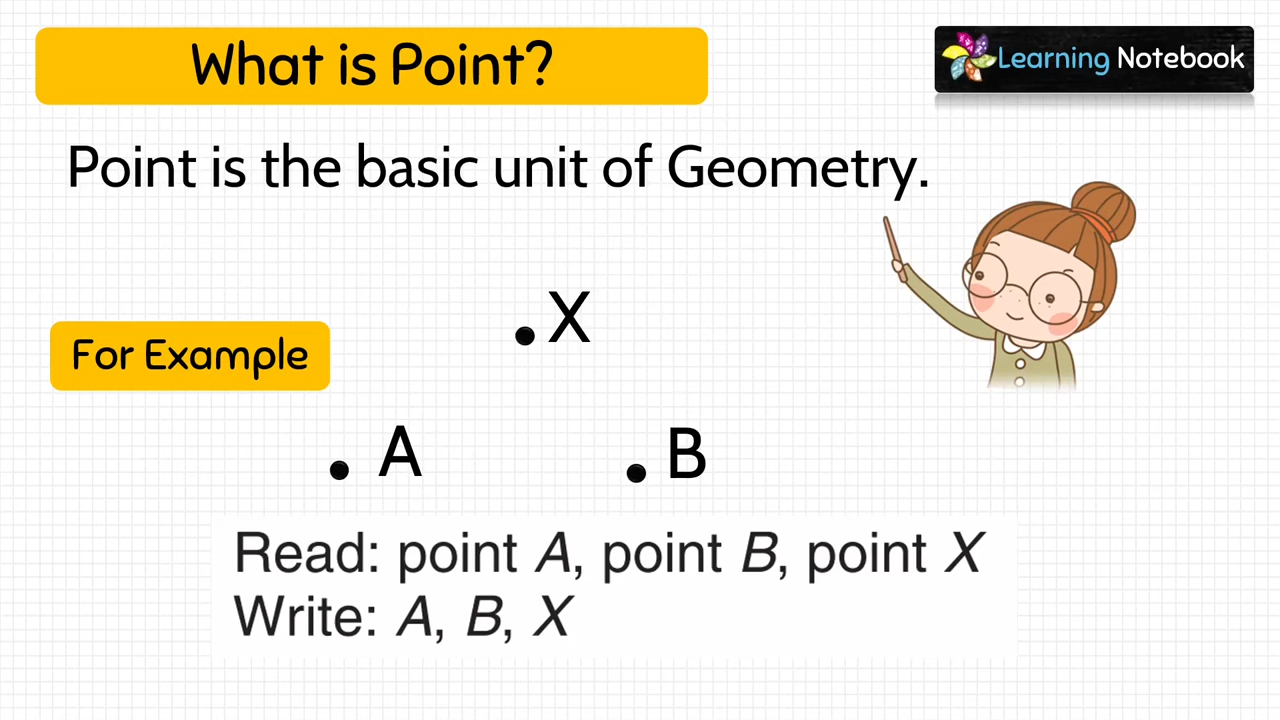 What is Point?
Learning Notebook
Point is the basic unit of Geometry.
X
For Example
A
B
Read: point A, point B, point X
Write: A, B, X